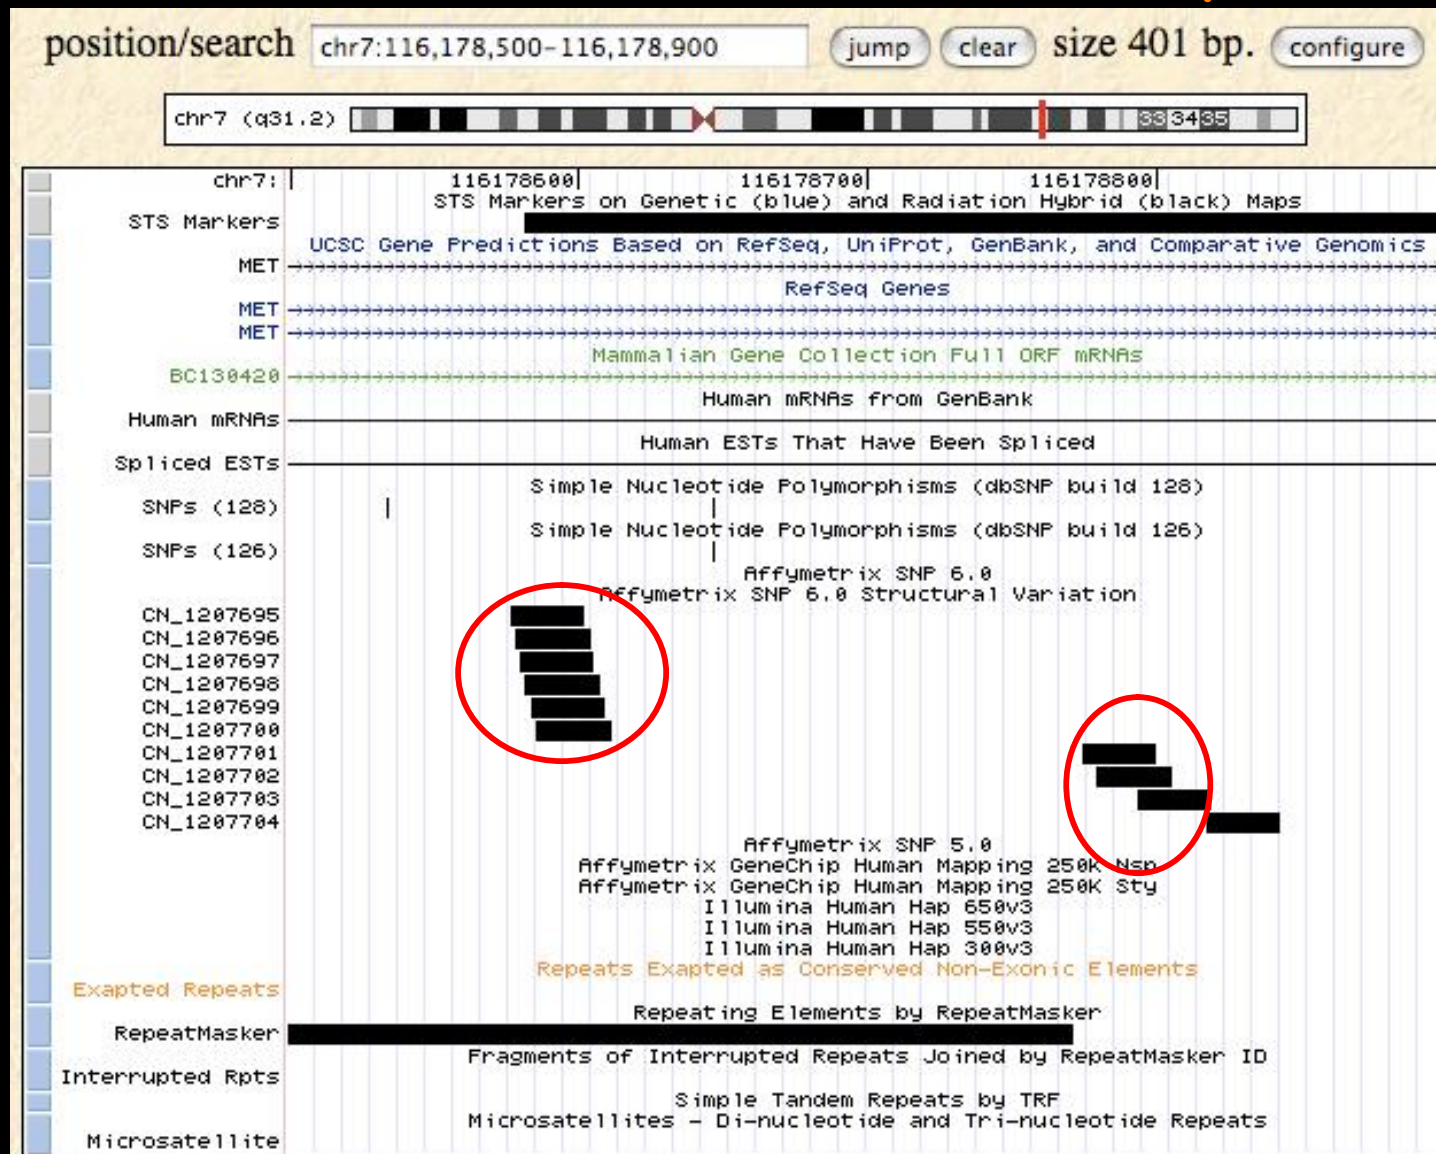 position/search chr7:116,178,500-116,178,900 jump clear size 401 bp. configure
chr7 (q31.2) 33 34 35
chr7: 116178600 116178700 116178800
STS Markers on Genetic (blue) and Radiation Hybrid (black) Maps
STS Markers
UCSC Gene Predictions Based on RefSeq, UniProt, GenBank, and Comparative Genomics
MET
RefSeq Genes
MET
MET
Mammalian Gene Collection Full ORF mRNAs
BC130420
Human mRNAs from GenBank
Human mRNAs
Human ESTs That Have Been Spliced
Spliced ESTs
Simple Nucleotide Polymorphisms (dbSNP build 128)
SNPs (128)
Simple Nucleotide Polymorphisms (dbSNP build 126)
SNPs (126)
Affymetrix SNP 6.0
Affymetrix SNP 6.0 Structural Variation
CN_1207695
CN_1207696
CN_1207697
CN_1207698
CN_1207699
CN_1207700
CN_1207701
CN_1207702
CN_1207703
CN_1207704
Affymetrix SNP 5.0
Affymetrix GeneChip Human Mapping 250K Nsp
Affymetrix GeneChip Human Mapping 250K Sty
Illumina Human Hap 650v3
Illumina Human Hap 550v3
Illumina Human Hap 300v3
Repeats Exapted as Conserved Non-Exonic Elements
Exapted Repeats
Repeating Elements by RepeatMasker
RepeatMasker
Fragments of Interrupted Repeats Joined by RepeatMasker ID
Interrupted Rpts
Simple Tandem Repeats by TRF
Microsatellites - Di-nucleotide and Tri-nucleotide Repeats
Microsatellite